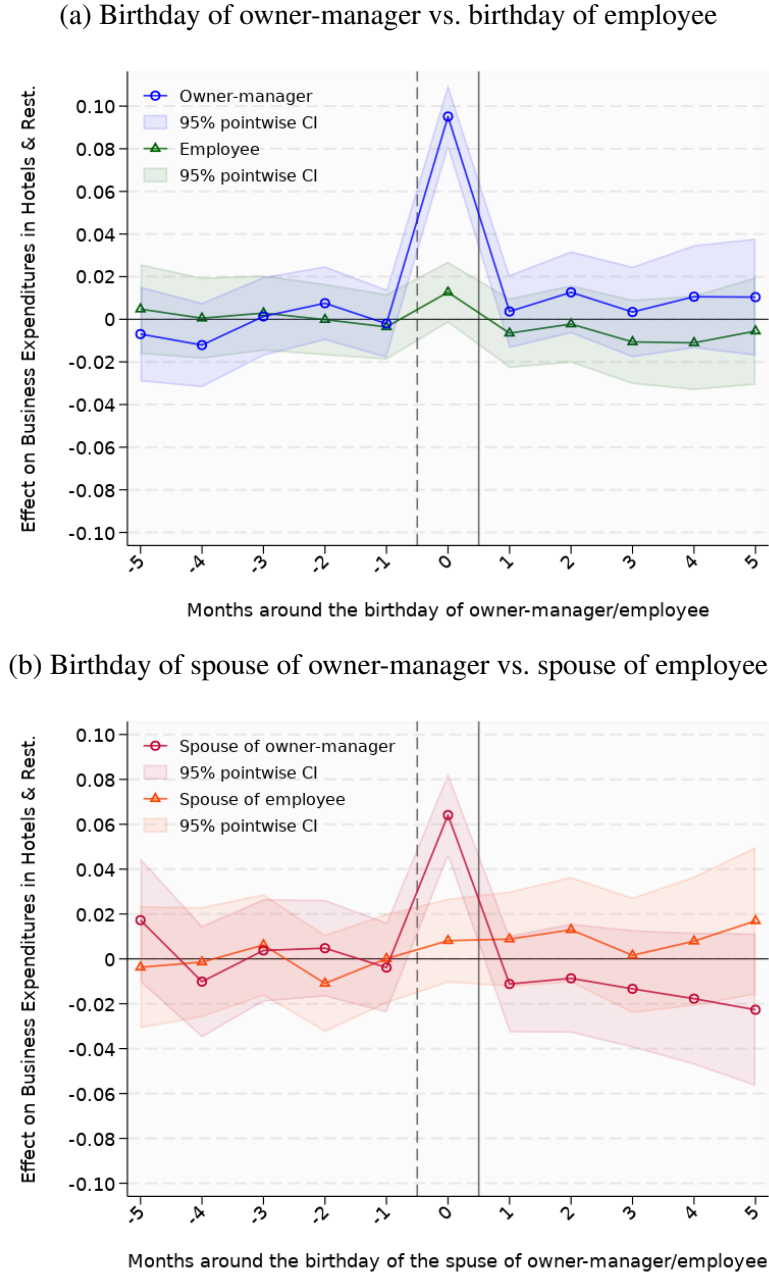 (a) Birthday of owner-manager vs. birthday of employee
Effect on Business Expenditures in Hotels & Rest.
Owner-manager
95% pointwise CI
Employee
95% pointwise CI
0.10
0.08
0.06
0.04
0.02
0
-0.02
-0.04
-0.06
-0.08
-0.10
-5 -4 -3 -2 -1 0 1 2 3 4 5
Months around the birthday of owner-manager/employee
(b) Birthday of spouse of owner-manager vs. spouse of employee
Effect on Business Expenditures in Hotels & Rest.
Spouse of owner-manager
95% pointwise CI
Spouse of employee
95% pointwise CI
0.10
0.08
0.06
0.04
0.02
0
-0.02
-0.04
-0.06
-0.08
-0.10
-5 -4 -3 -2 -1 0 1 2 3 4 5
Months around the birthday of the spuse of owner-manager/employee